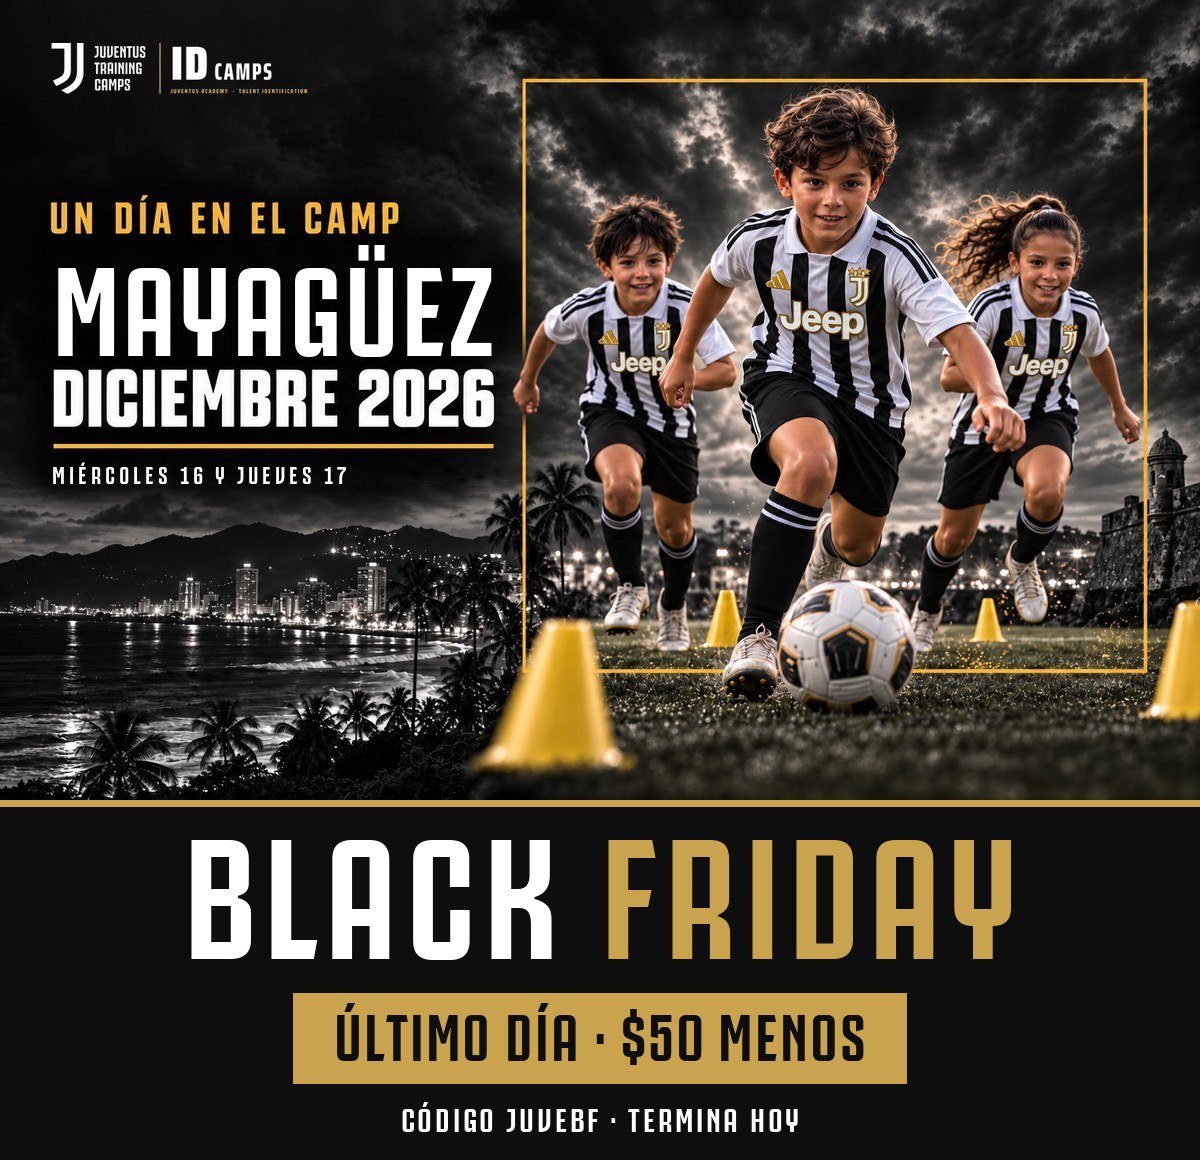 JUVENTUS
TRAINING
CAMPS
ID CAMPS
JUVENTUS ACADEMY · TALENT IDENTIFICATION
UN DÍA EN EL CAMP
MAYAGÜEZ
DICIEMBRE 2026
MIÉRCOLES 16 Y JUEVES 17
Jeep
Jeep
Jeep
BLACK FRIDAY
ÚLTIMO DÍA · $50 MENOS
CÓDIGO JUVEBF · TERMINA HOY